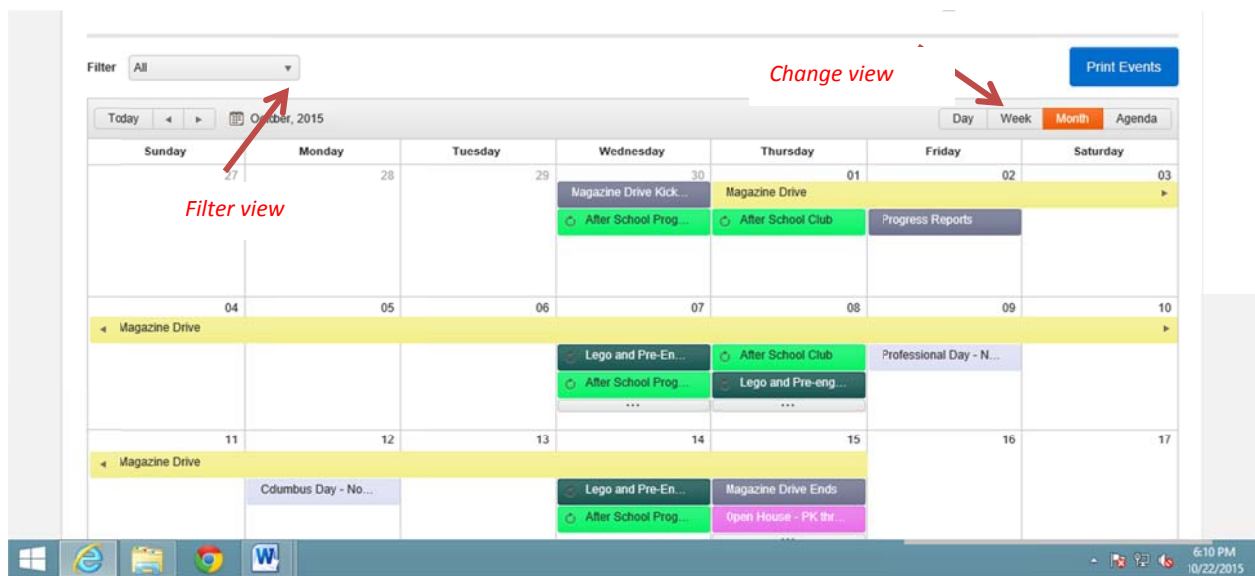 Change view
Filter All
Print Events
Today October, 2015 Day Week Month Agenda
Sunday Monday Tuesday Wednesday Thursday Friday Saturday
27 28 29 30 01 02 03
Filter view
Magazine Drive Kick... Magazine Drive
After School Prog... After School Club Progress Reports
04 05 06 07 08 09 10
Magazine Drive
Lego and Pre-En... After School Club Professional Day - N...
After School Prog... Lego and Pre-eng...
... ...
11 12 13 14 15 16 17
Magazine Drive
Columbus Day - No... Lego and Pre-En... Magazine Drive Ends
After School Prog... Open House - PK thr...
...
6:10 PM
10/22/2015